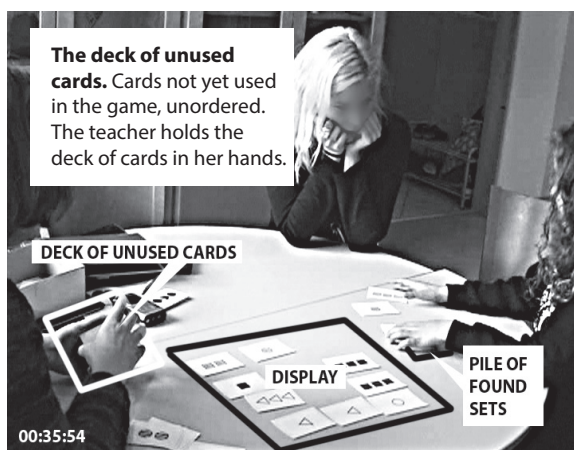 The deck of unused
cards. Cards not yet used
in the game, unordered.
The teacher holds the
deck of cards in her hands.
DECK OF UNUSED CARDS
DISPLAY
PILE OF
FOUND
SETS
00:35:54